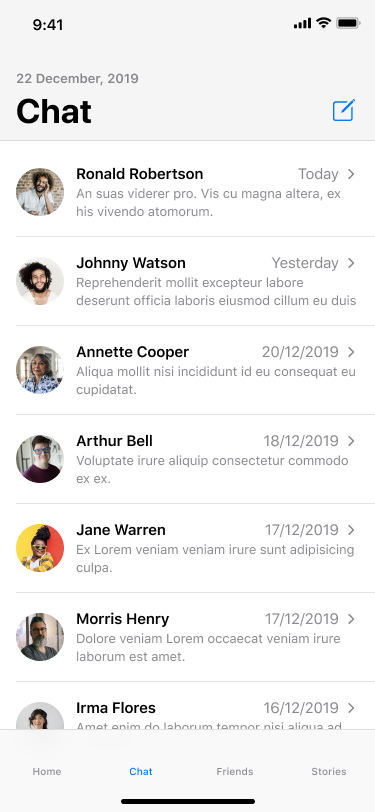 9:41
22 December, 2019
Chat
Ronald Robertson Today
An suas viderer pro. Vis cu magna altera, ex
his vivendo atomorum.
Johnny Watson Yesterday
Reprehenderit mollit excepteur labore
deserunt officia laboris eiusmod cillum eu duis
Annette Cooper 20/12/2019
Aliqua mollit nisi incididunt id eu consequat eu
cupidatat.
Arthur Bell 18/12/2019
Voluptate irure aliquip consectetur commodo
ex ex.
Jane Warren 17/12/2019
Ex Lorem veniam veniam irure sunt adipisicing
culpa.
Morris Henry 17/12/2019
Dolore veniam Lorem occaecat veniam irure
laborum est amet.
Irma Flores 16/12/2019
Amet enim do laborum tempor nisi aliqua ad
Home Chat Friends Stories